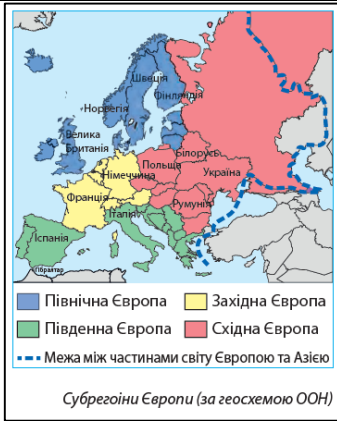 Швеція
Фінляндія
Норвегія
Велика
Британія
Білорусь
Польща
Німеччина
Україна
Франція
Румунія
Італія
Іспанія
Гібралтар
Північна Європа
Західна Європа
Південна Європа
Східна Європа
Межа між частинами світу Європою та Азією
Субрегоіни Європи (за геосхемою ООН)